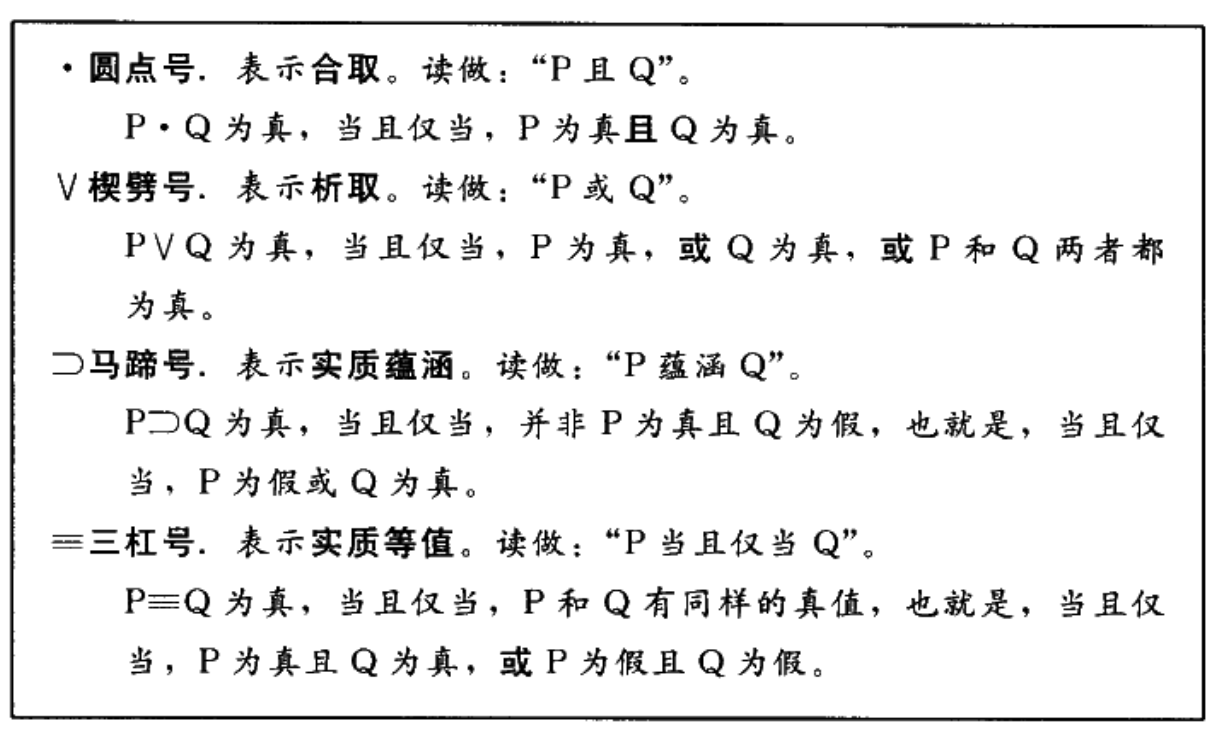 ·圆点号．表示合取。读做：“P 且 Q”。
P·Q 为真，当且仅当，P 为真且 Q 为真。
∨楔劈号．表示析取。读做：“P 或 Q”。
P∨Q 为真，当且仅当，P 为真，或 Q 为真，或 P 和 Q 两者都
为真。
⊃马蹄号．表示实质蕴涵。读做：“P 蕴涵 Q”。
P⊃Q 为真，当且仅当，并非 P 为真且 Q 为假，也就是，当且仅
当，P 为假或 Q 为真。
≡三杠号．表示实质等值。读做：“P 当且仅当 Q”。
P≡Q 为真，当且仅当，P 和 Q 有同样的真值，也就是，当且仅
当，P 为真且 Q 为真，或 P 为假且 Q 为假。